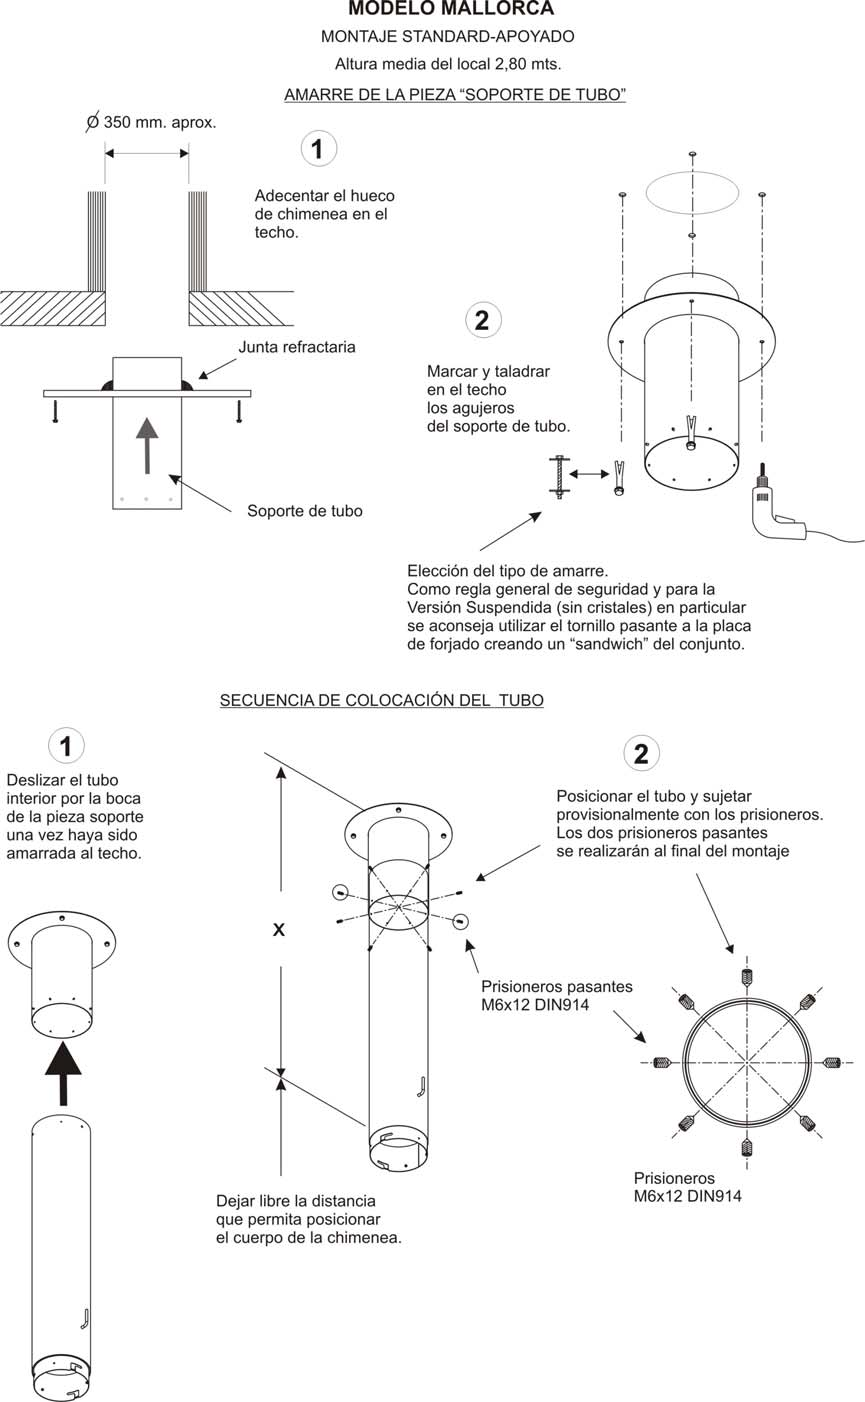 MODELO MALLORCA
MONTAJE STANDARD-APOYADO
Altura media del local 2,80 mts.
AMARRE DE LA PIEZA “SOPORTE DE TUBO”
Ø 350 mm. aprox.
1
Adecentar el hueco
de chimenea en el
techo.
Junta refractaria
Soporte de tubo
2
Marcar y taladrar
en el techo
los agujeros
del soporte de tubo.
Elección del tipo de amarre.
Como regla general de seguridad y para la
Versión Suspendida (sin cristales) en particular
se aconseja utilizar el tornillo pasante a la placa
de forjado creando un “sandwich” del conjunto.
SECUENCIA DE COLOCACIÓN DEL TUBO
1
Deslizar el tubo
interior por la boca
de la pieza soporte
una vez haya sido
amarrada al techo.
X
Dejar libre la distancia
que permita posicionar
el cuerpo de la chimenea.
2
Posicionar el tubo y sujetar
provisionalmente con los prisioneros.
Los dos prisioneros pasantes
se realizarán al final del montaje
Prisioneros pasantes
M6x12 DIN914
Prisioneros
M6x12 DIN914